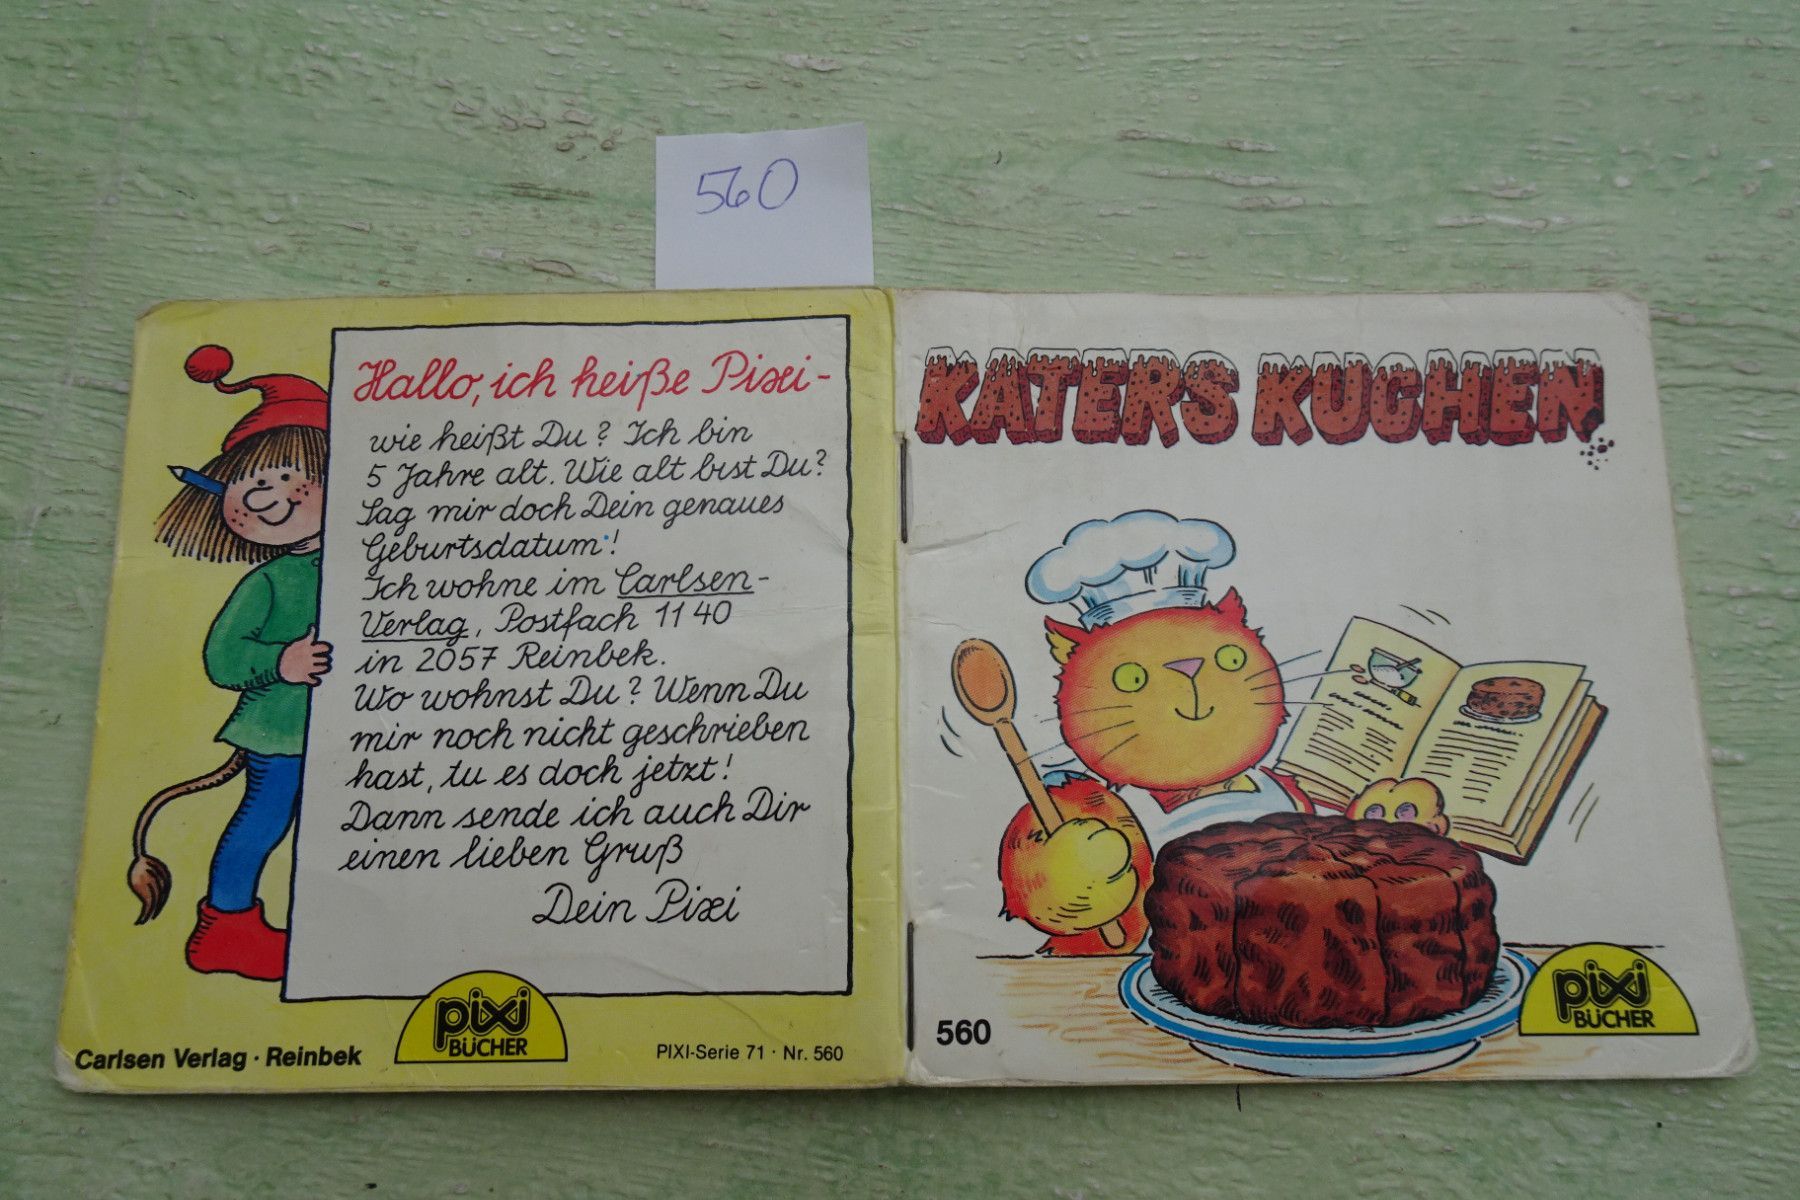 560
Hallo, ich heiße Pixi-
wie heißt Du? Ich bin
5 Jahre alt. Wie alt bist Du?
Sag mir doch Dein genaues
Geburtsdatum!
Ich wohne im Carlsen-
Verlag, Postfach 11 40
in 2057 Reinbek.
Wo wohnst Du? Wenn Du
mir noch nicht geschrieben
hast, tu es doch jetzt!
Dann sende ich auch Dir
einen lieben Gruß
Dein Pixi
pixi
BÜCHER
Carlsen Verlag · Reinbek
PIXI-Serie 71 · Nr. 560
KATERS KUCHEN
560
pixi
BÜCHER